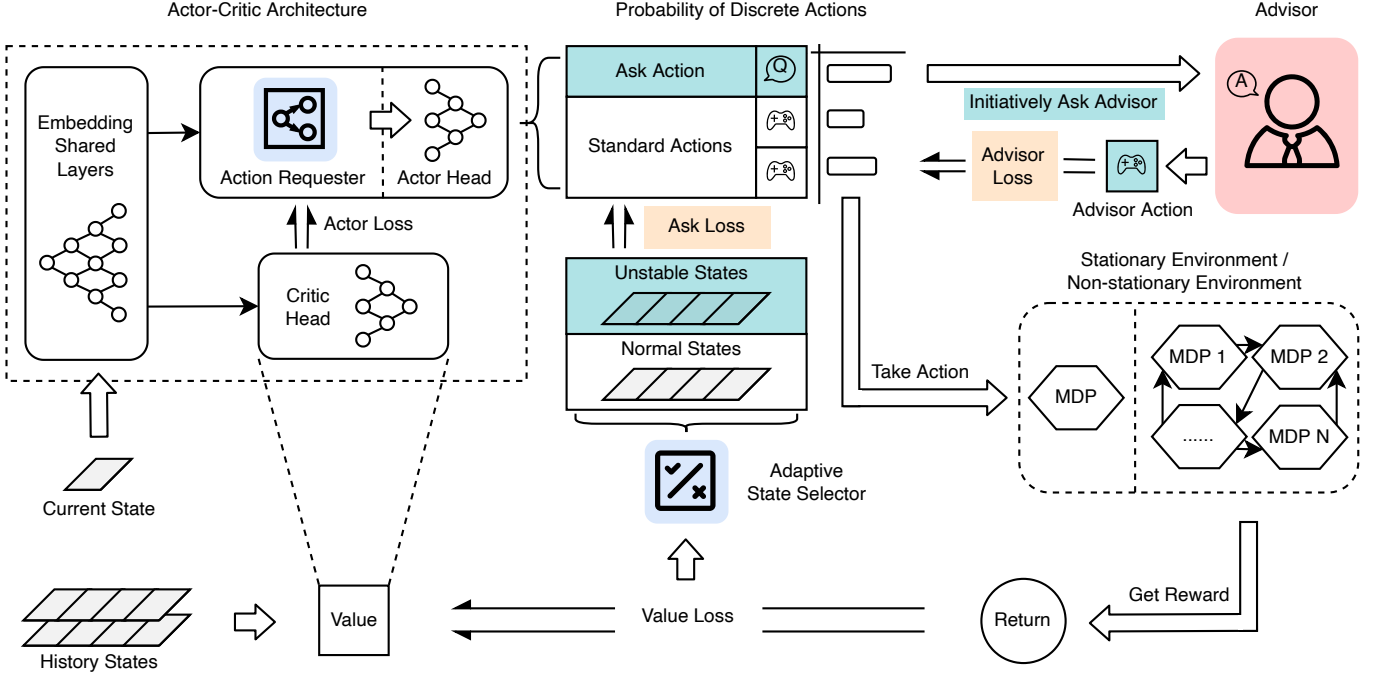 Actor-Critic Architecture
Probability of Discrete Actions
Advisor
Embedding
Shared
Layers
Action Requester
Actor Head
Actor Loss
Critic
Head
Ask Action
Q
Standard Actions
Initiatively Ask Advisor
A
Advisor
Loss
Advisor Action
Ask Loss
Unstable States
Normal States
Adaptive
State Selector
Take Action
Stationary Environment /
Non-stationary Environment
MDP
MDP 1
MDP 2
......
MDP N
Current State
History States
Value
Value Loss
Return
Get Reward